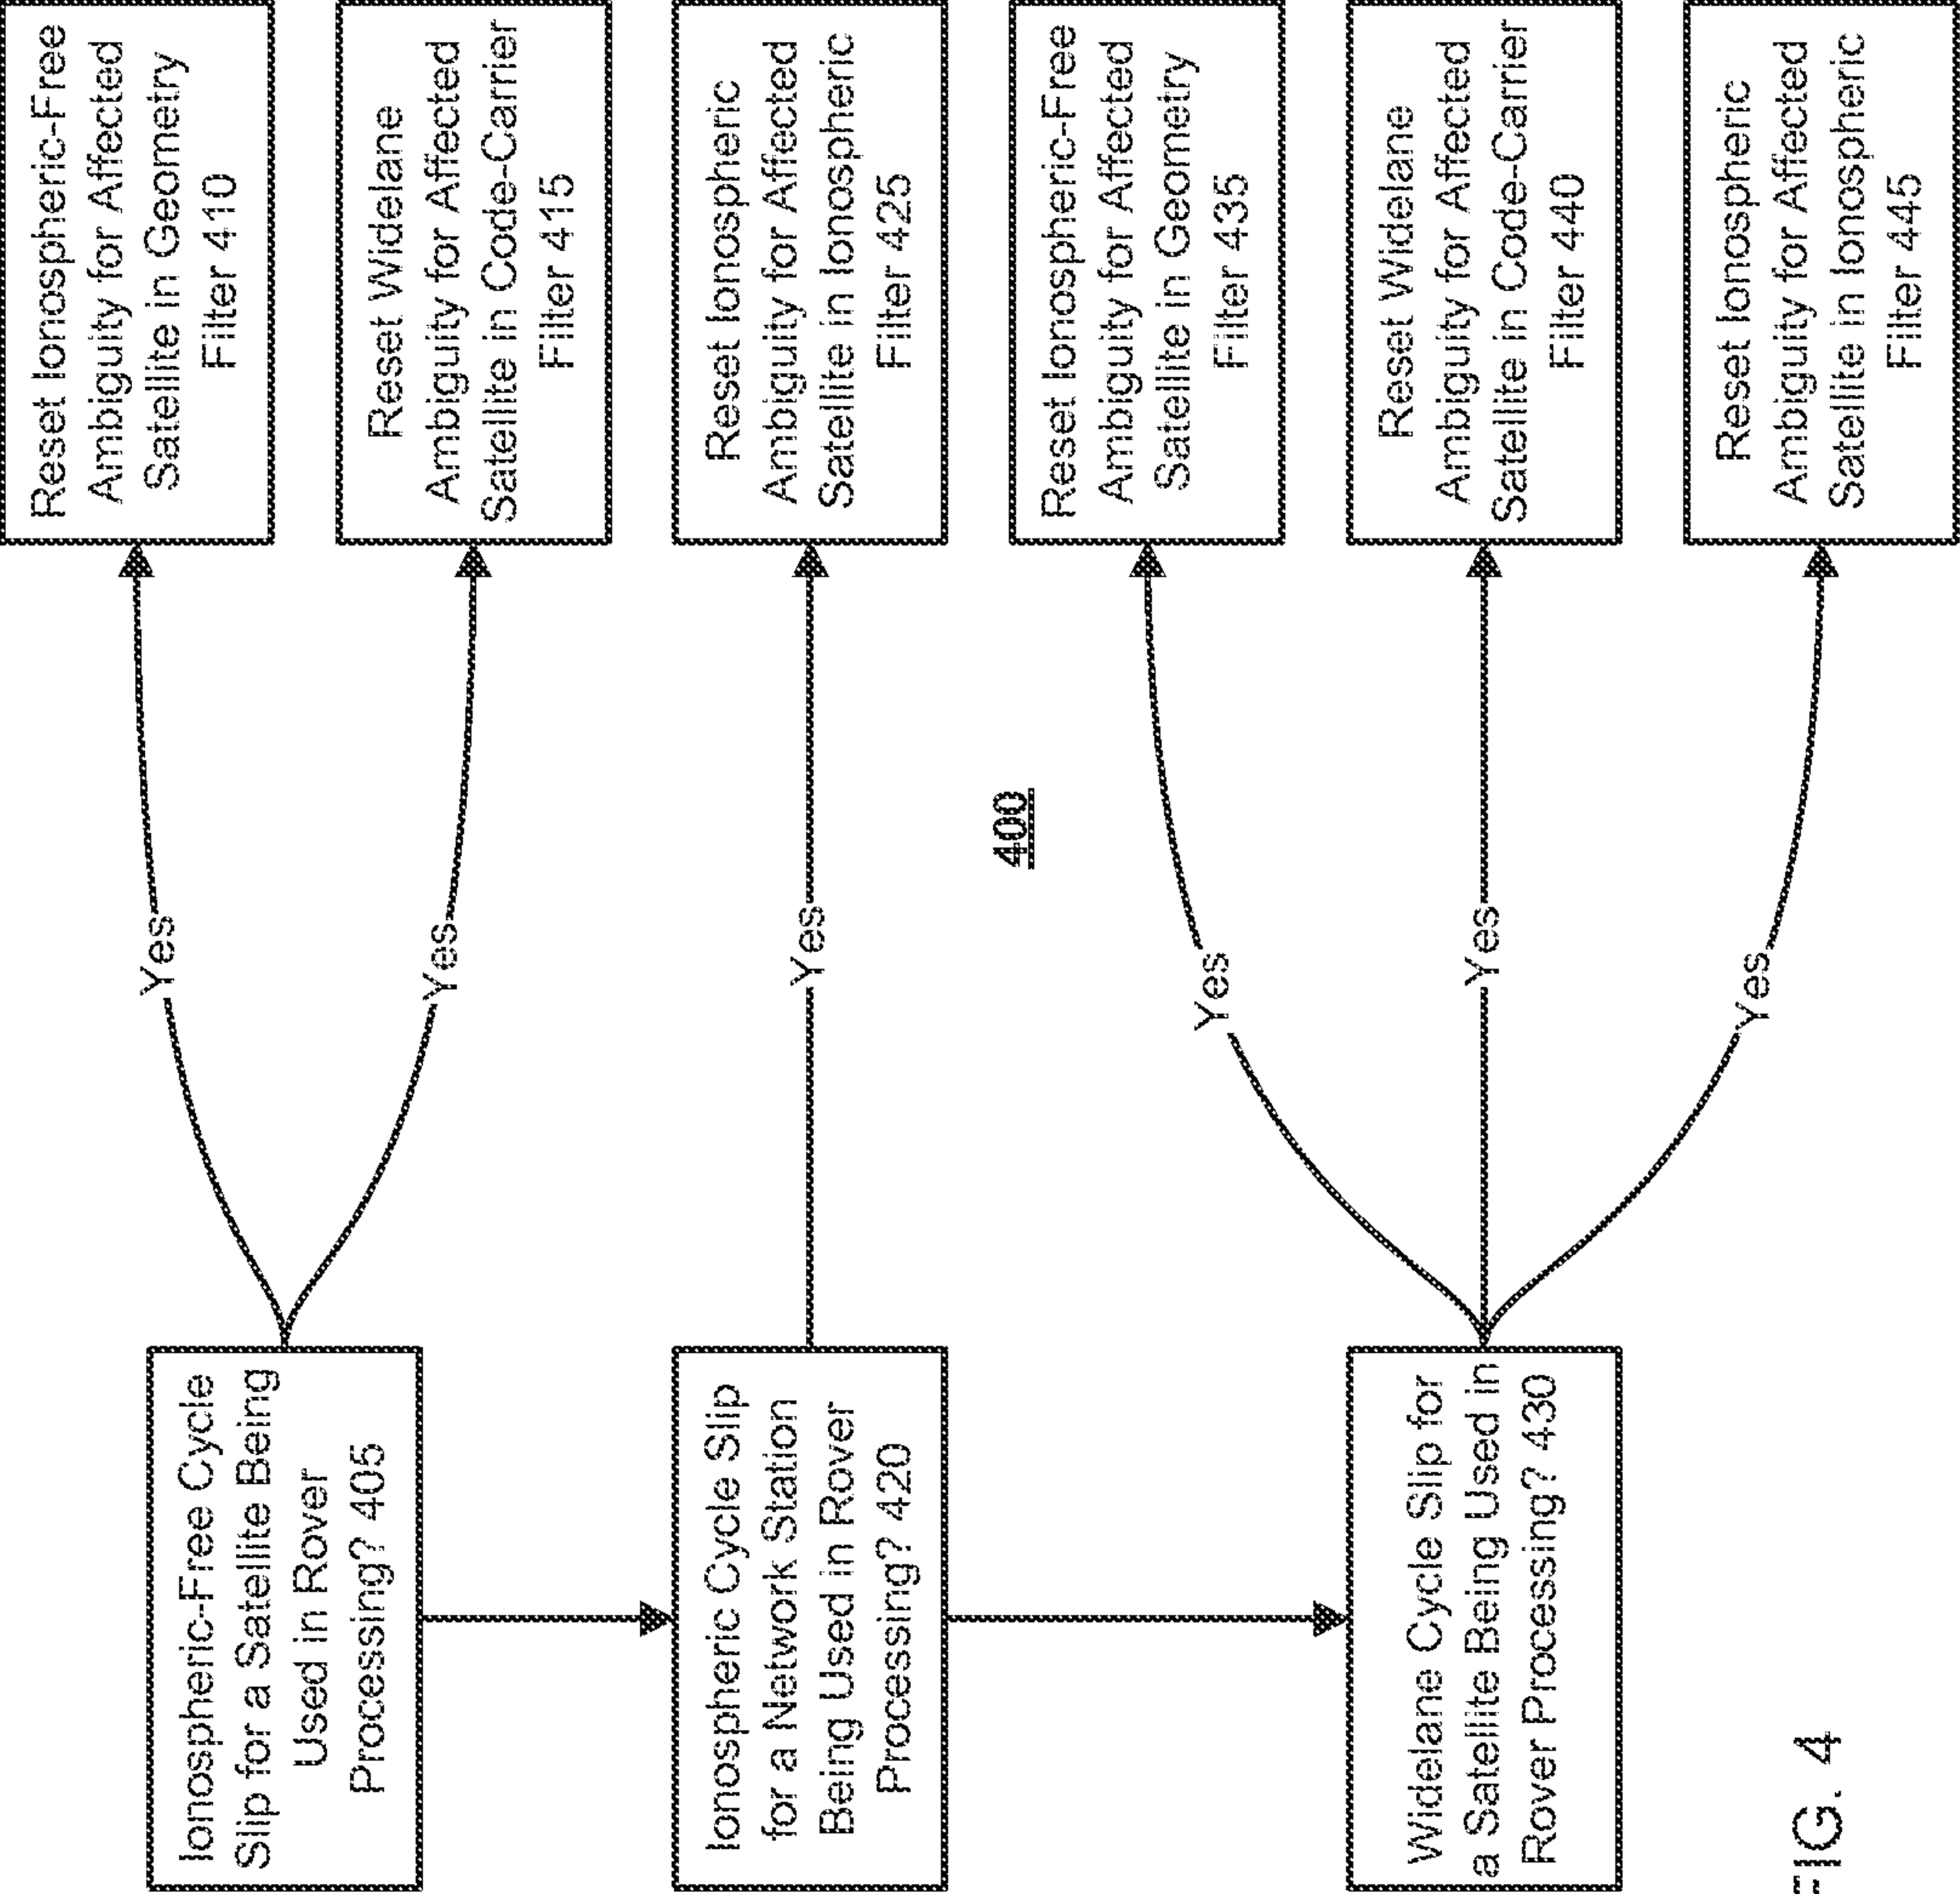 Ionospheric-Free Cycle
Slip for a Satellite Being
Used in Rover
Processing? 405
Yes
Reset Ionospheric-Free
Ambiguity for Affected
Satellite in Geometry
Filter 410
Yes
Reset Widelane
Ambiguity for Affected
Satellite in Code-Carrier
Filter 415
Ionospheric Cycle Slip
for a Network Station
Being Used in Rover
Processing? 420
Yes
Reset Ionospheric
Ambiguity for Affected
Satellite in Ionospheric
Filter 425
400
Widelane Cycle Slip for
a Satellite Being Used in
Rover Processing? 430
Yes
Reset Ionospheric-Free
Ambiguity for Affected
Satellite in Geometry
Filter 435
Yes
Reset Widelane
Ambiguity for Affected
Satellite in Code-Carrier
Filter 440
Yes
Reset Ionospheric
Ambiguity for Affected
Satellite in Ionospheric
Filter 445
FIG. 4